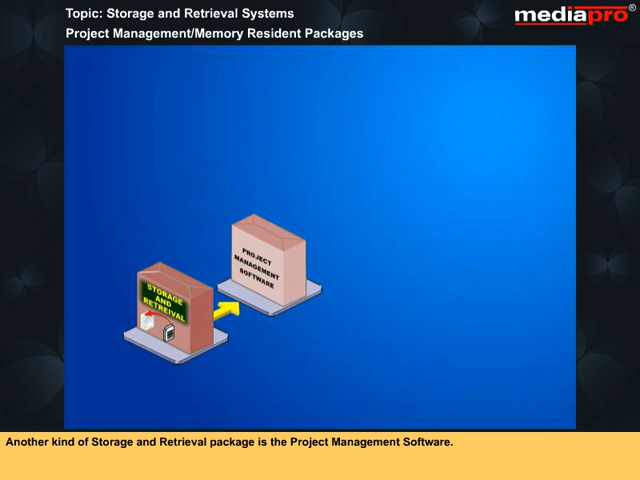 Topic: Storage and Retrieval Systems
Project Management/Memory Resident Packages
mediapro®
PROJECT
MANAGEMENT
SOFTWARE
STORAGE
AND
RETREIVAL
Another kind of Storage and Retrieval package is the Project Management Software.